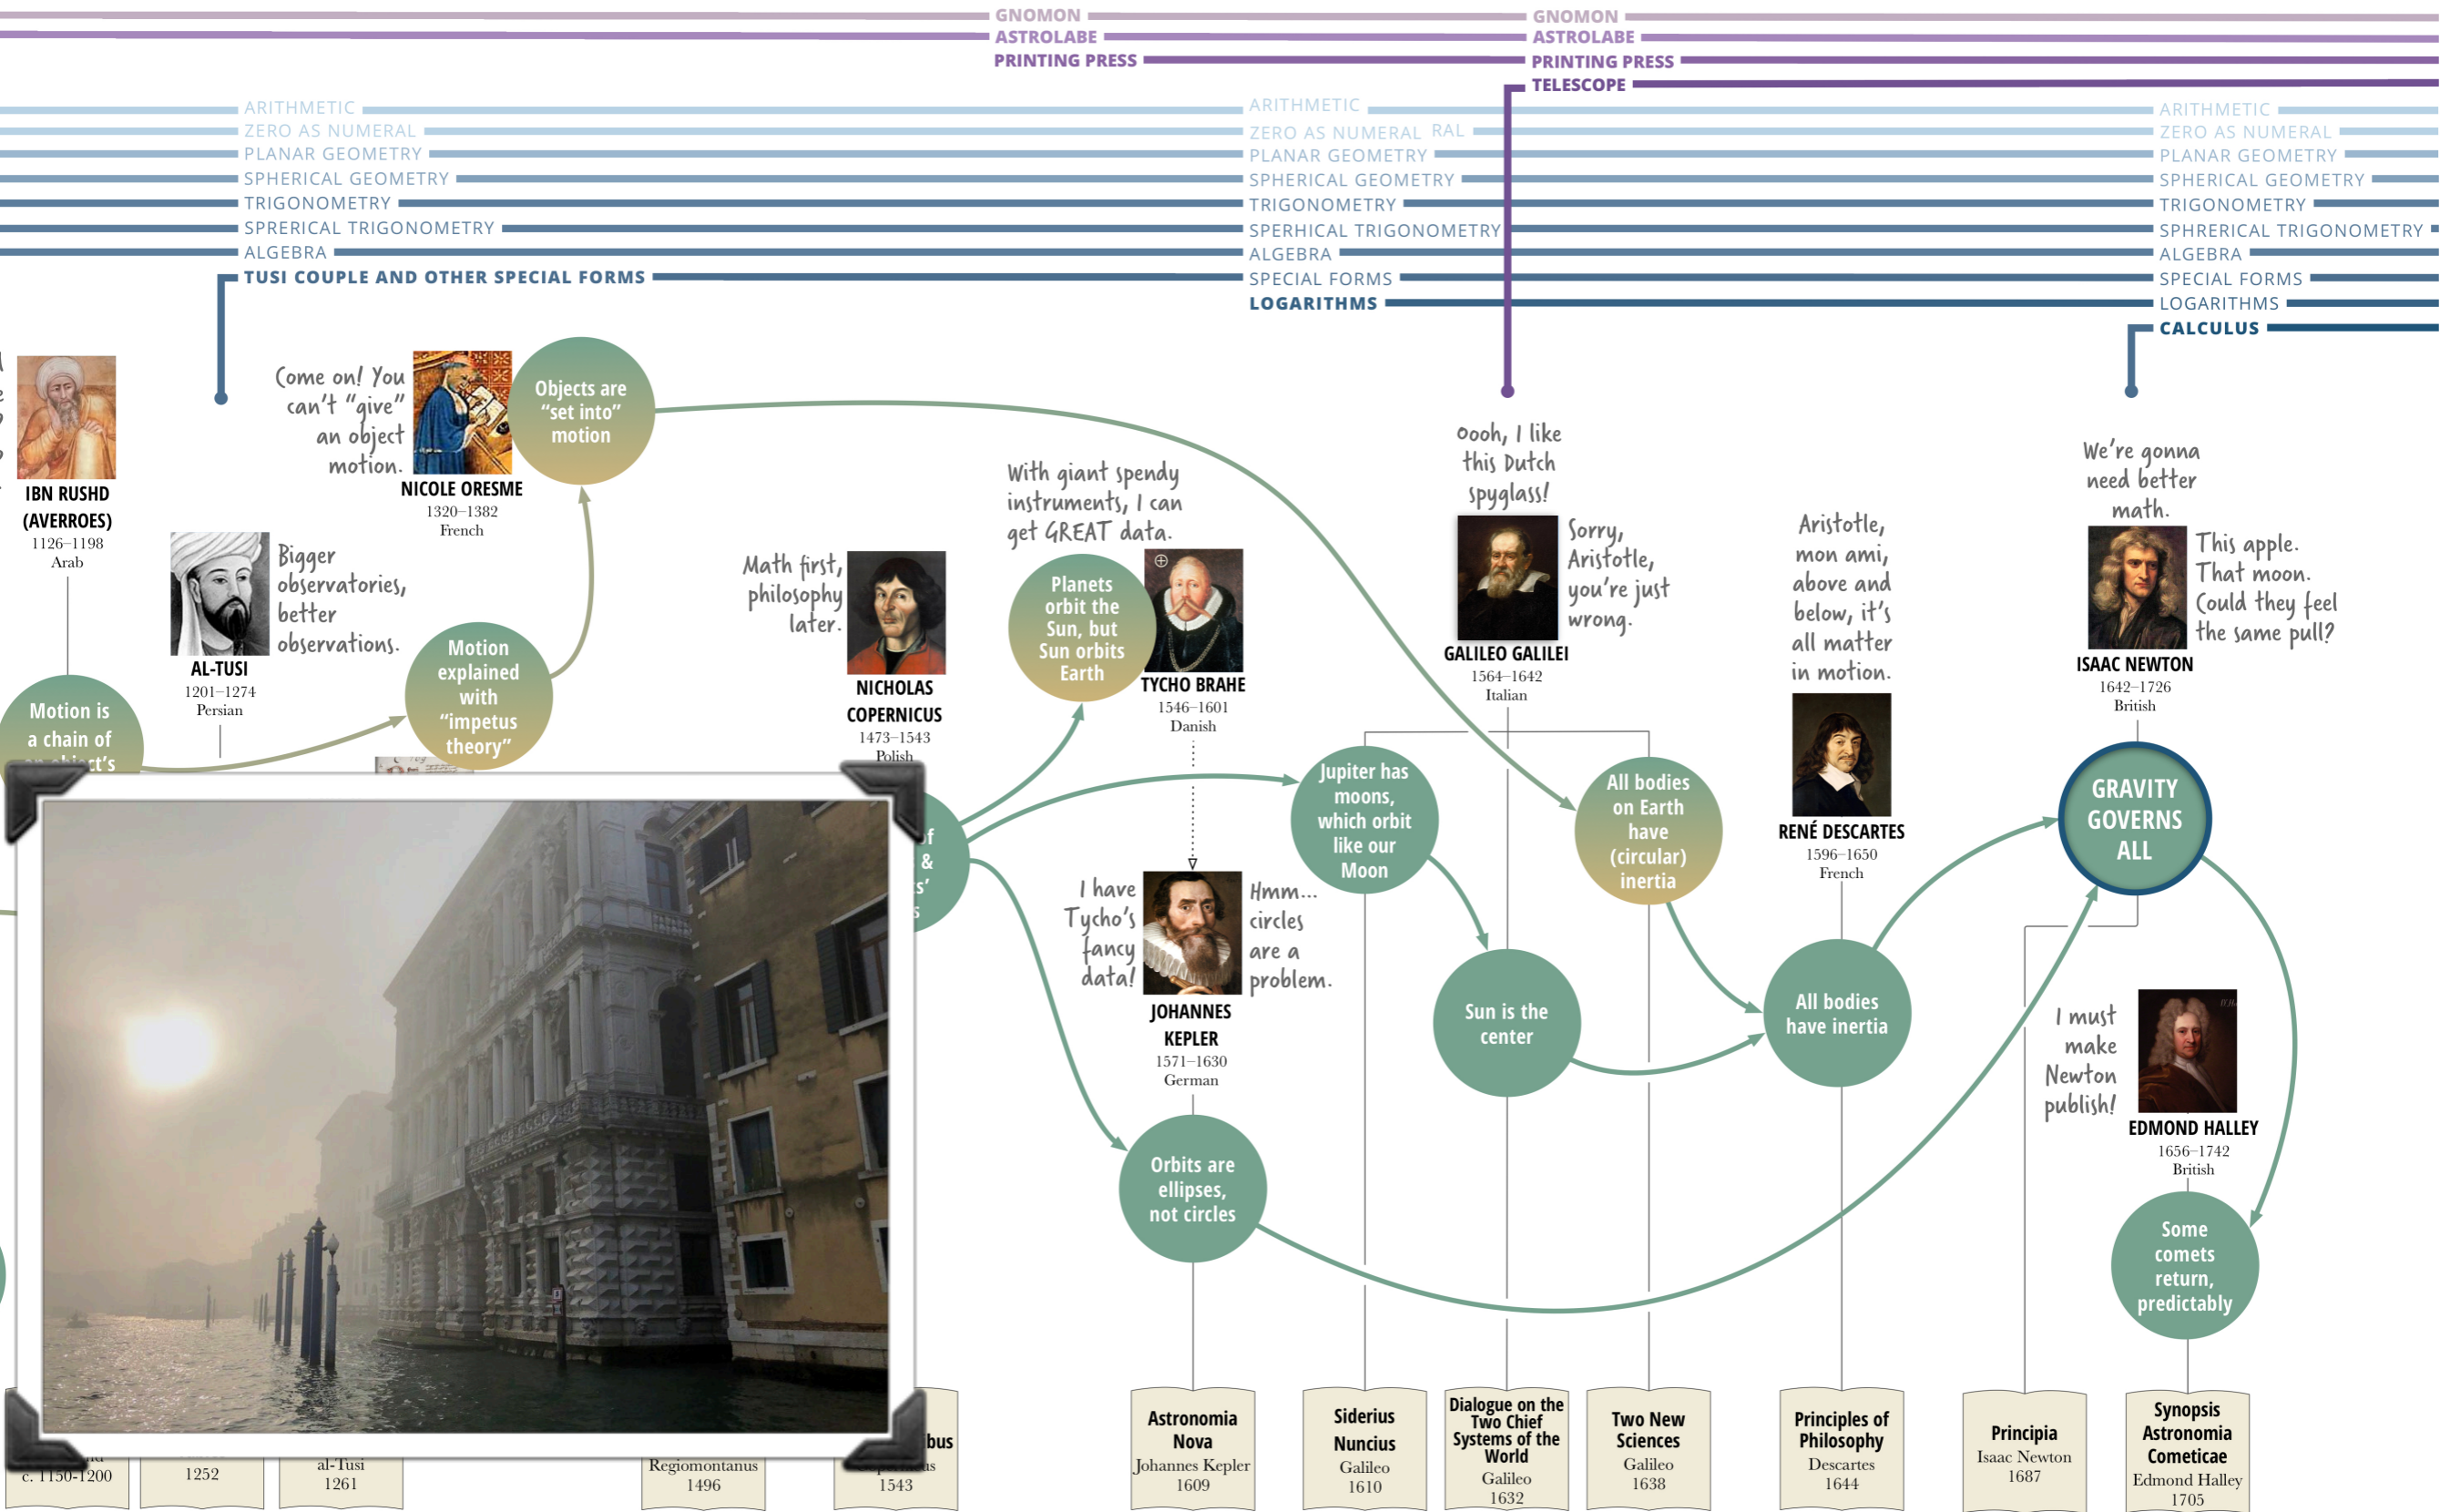 GNOMON
ASTROLABE
PRINTING PRESS
GNOMON
ASTROLABE
PRINTING PRESS
TELESCOPE
ARITHMETIC
ZERO AS NUMERAL
PLANAR GEOMETRY
SPHERICAL GEOMETRY
TRIGONOMETRY
SPRERICAL TRIGONOMETRY
ALGEBRA
TUSI COUPLE AND OTHER SPECIAL FORMS
ARITHMETIC
ZERO AS NUMERAL RAL
PLANAR GEOMETRY
SPHERICAL GEOMETRY
TRIGONOMETRY
SPERHICAL TRIGONOMETRY
ALGEBRA
SPECIAL FORMS
LOGARITHMS
ARITHMETIC
ZERO AS NUMERAL
PLANAR GEOMETRY
SPHERICAL GEOMETRY
TRIGONOMETRY
SPHRERICAL TRIGONOMETRY
ALGEBRA
SPECIAL FORMS
LOGARITHMS
CALCULUS
IBN RUSHD
(AVERROES)
1126–1198
Arab
Motion is
a chain of
Bigger
observatories,
better
observations.
AL-TUSI
1201–1274
Persian
Come on! You
can't "give"
an object
motion.
NICOLE ORESME
1320–1382
French
Objects are
"set into"
motion
Motion
explained
with
"impetus
theory"
Math first,
philosophy
later.
NICHOLAS
COPERNICUS
1473–1543
Polish
of
&
With giant spendy
instruments, I can
get GREAT data.
Planets
orbit the
Sun, but
Sun orbits
Earth
TYCHO BRAHE
1546–1601
Danish
I have
Tycho's
fancy
data!
Hmm...
circles
are a
problem.
JOHANNES
KEPLER
1571–1630
German
Orbits are
ellipses,
not circles
Oooh, I like
this Dutch
spyglass!
Sorry,
Aristotle,
you're just
wrong.
GALILEO GALILEI
1564–1642
Italian
Jupiter has
moons,
which orbit
like our
Moon
All bodies
on Earth
have
(circular)
inertia
Sun is the
center
Aristotle,
mon ami,
above and
below, it's
all matter
in motion.
RENÉ DESCARTES
1596–1650
French
All bodies
have inertia
We're gonna
need better
math.
This apple.
That moon.
Could they feel
the same pull?
ISAAC NEWTON
1642–1726
British
GRAVITY
GOVERNS
ALL
I must
make
Newton
publish!
EDMOND HALLEY
1656–1742
British
Some
comets
return,
predictably
c. 1150-1200
1252
al-Tusi
1261
Regiomontanus
1496
bus
1543
Astronomia
Nova
Johannes Kepler
1609
Siderius
Nuncius
Galileo
1610
Dialogue on the
Two Chief
Systems of the
World
Galileo
1632
Two New
Sciences
Galileo
1638
Principles of
Philosophy
Descartes
1644
Principia
Isaac Newton
1687
Synopsis
Astronomia
Cometicae
Edmond Halley
1705